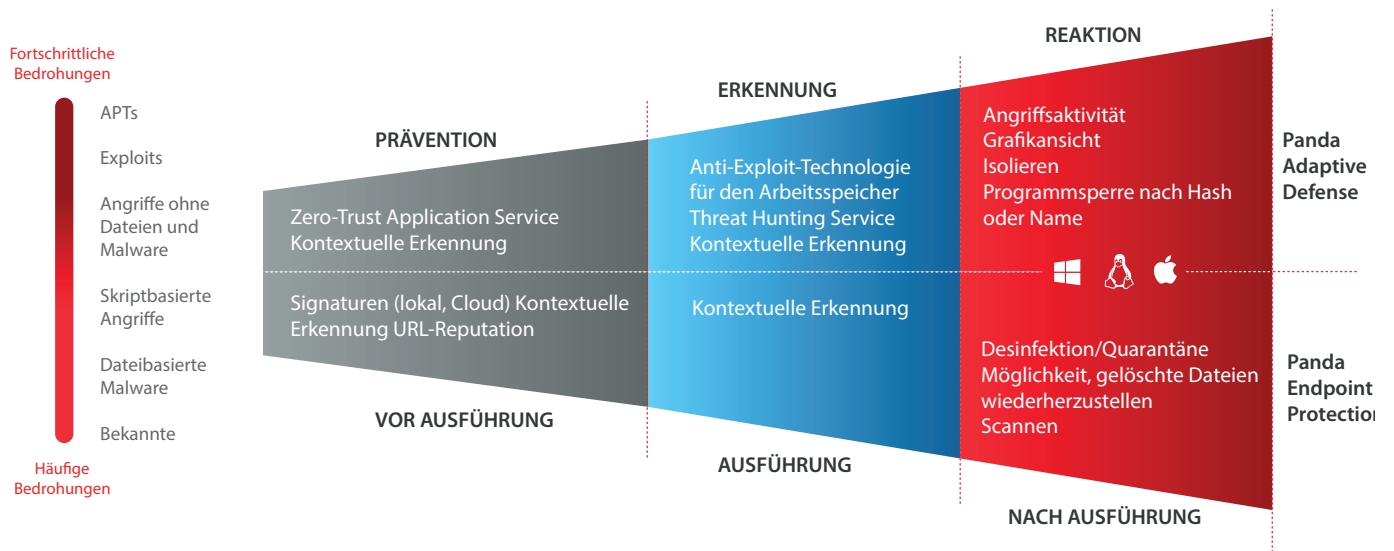 Fortschrittliche
Bedrohungen
APTs
Exploits
Angriffe ohne
Dateien und
Malware
Skriptbasierte
Angriffe
Dateibasierte
Malware
Bekannte
Häufige
Bedrohungen
PRÄVENTION
Zero-Trust Application Service
Kontextuelle Erkennung
Signaturen (lokal, Cloud) Kontextuelle
Erkennung URL-Reputation
VOR AUSFÜHRUNG
ERKENNUNG
Anti-Exploit-Technologie
für den Arbeitsspeicher
Threat Hunting Service
Kontextuelle Erkennung
Kontextuelle Erkennung
AUSFÜHRUNG
REAKTION
Angriffsaktivität
Grafikansicht
Isolieren
Programmsperre nach Hash
oder Name
Desinfektion/Quarantäne
Möglichkeit, gelöschte Dateien
wiederherzustellen
Scannen
NACH AUSFÜHRUNG
Panda
Adaptive
Defense
Panda
Endpoint
Protection